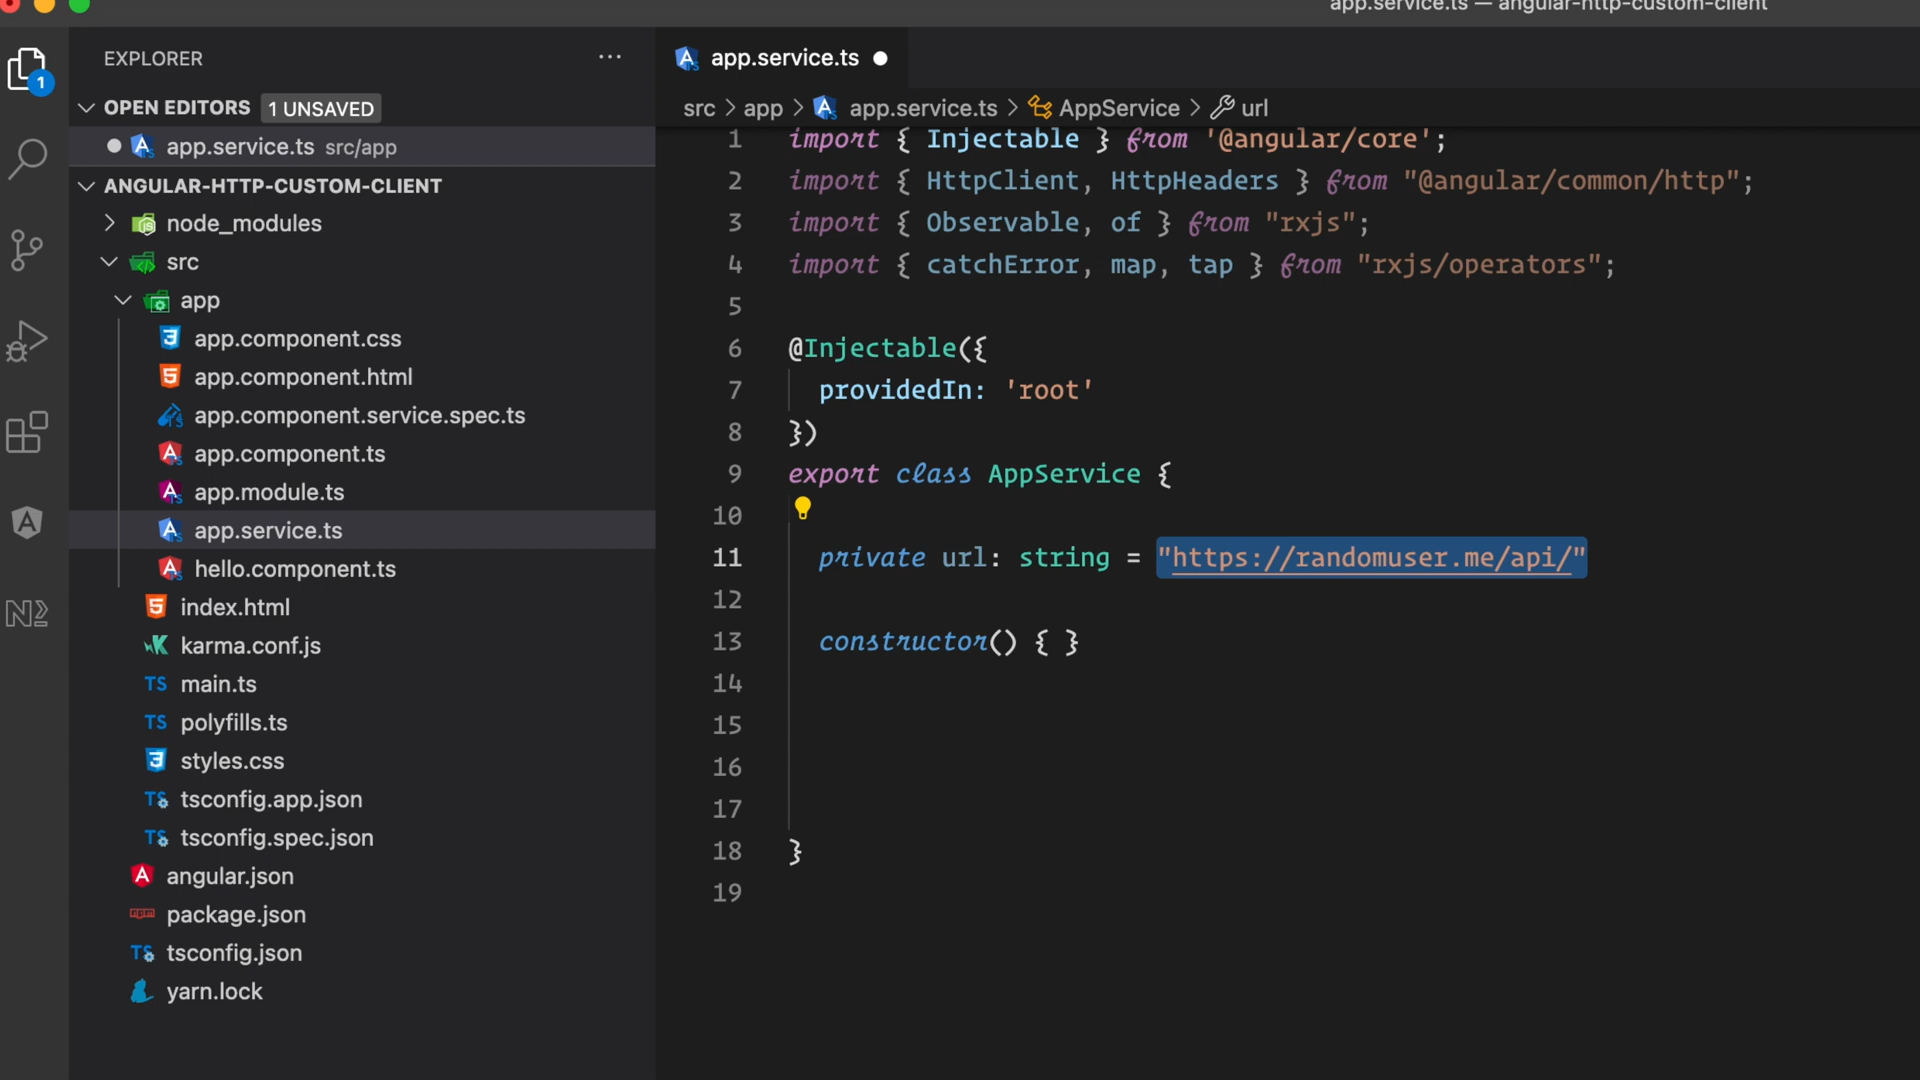 app.service.ts — angular-http-custom-client
EXPLORER
OPEN EDITORS 1 UNSAVED
app.service.ts src/app
ANGULAR-HTTP-CUSTOM-CLIENT
node_modules
src
app
app.component.css
app.component.html
app.component.service.spec.ts
app.component.ts
app.module.ts
app.service.ts
hello.component.ts
index.html
karma.conf.js
TS main.ts
TS polyfills.ts
styles.css
TS tsconfig.app.json
TS tsconfig.spec.json
angular.json
package.json
TS tsconfig.json
yarn.lock
1
app.service.ts
src > app > app.service.ts > AppService > url
1 import { Injectable } from '@angular/core';
2 import { HttpClient, HttpHeaders } from "@angular/common/http";
3 import { Observable, of } from "rxjs";
4 import { catchError, map, tap } from "rxjs/operators";
5
6 @Injectable({
7 providedIn: 'root'
8 })
9 export class AppService {
10
11 private url: string = "https://randomuser.me/api/"
12
13 constructor() { }
14
15
16
17
18 }
19